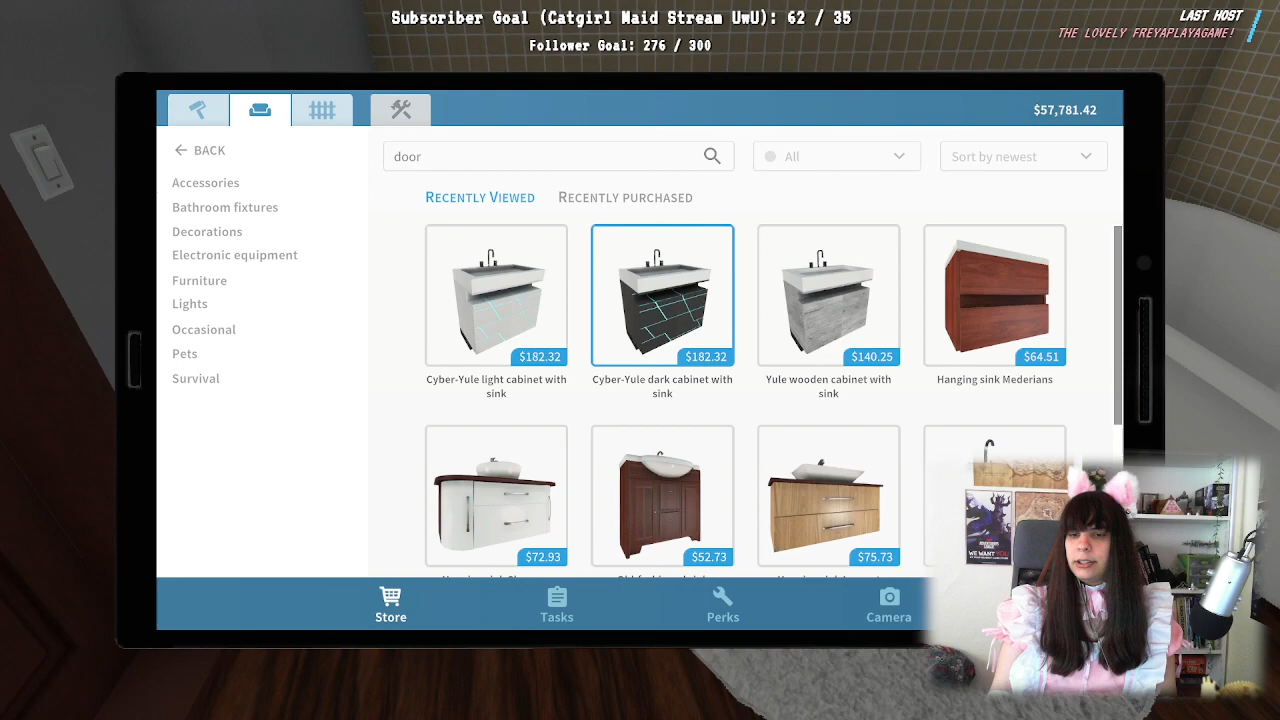 Subscriber Goal (Catgirl Maid Stream UwU): 62 / 35
Follower Goal: 276 / 300
LAST HOST
THE LOVELY FREYAPLAYAGAME!
$57,781.42
BACK
door
All
Sort by newest
Accessories
Bathroom fixtures
Decorations
Electronic equipment
Furniture
Lights
Occasional
Pets
Survival
RECENTLY VIEWED
RECENTLY PURCHASED
$182.32
$182.32
$140.25
$64.51
Cyber-Yule light cabinet with sink
Cyber-Yule dark cabinet with sink
Yule wooden cabinet with sink
Hanging sink Mederians
$72.93
$52.73
$75.73
WE WANT YOU
Store
Tasks
Perks
Camera